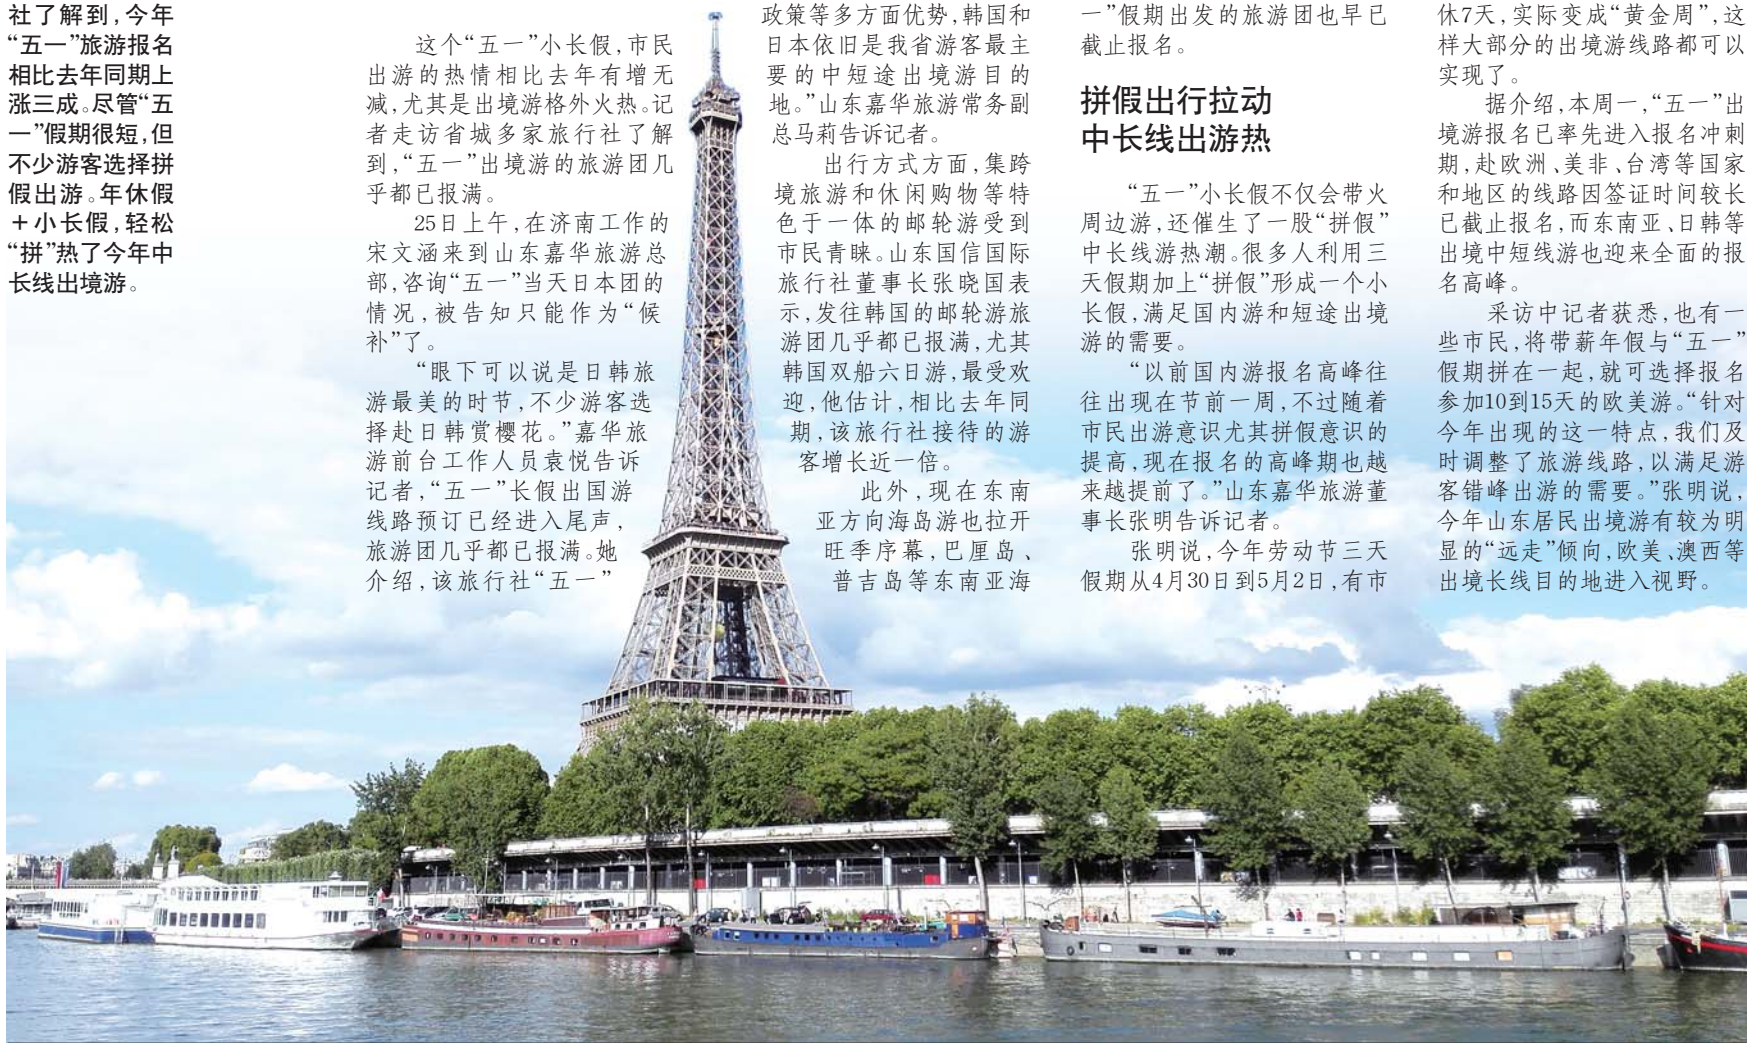 社了解到，今年
“五一”旅游报名
相比去年同期上
涨三成。尽管“五
一”假期很短，但
不少游客选择拼
假出游。年休假
＋小长假，轻松
“拼”热了今年中
长线出境游。
这个“五一”小长假，市民
出游的热情相比去年有增无
减，尤其是出境游格外火热。记
者走访省城多家旅行社了解
到，“五一”出境游的旅游团几
乎都已报满。
25日上午，在济南工作的
宋文涵来到山东嘉华旅游总
部，咨询“五一”当天日本团的
情况，被告知只能作为“候
补”了。
“眼下可以说是日韩旅
游最美的时节，不少游客选
择赴日韩赏樱花。”嘉华旅
游前台工作人员袁悦告诉
记者，“五一”长假出国游
线路预订已经进入尾声，
旅游团几乎都已报满。她
介绍，该旅行社“五一”
政策等多方面优势，韩国和
日本依旧是我省游客最主
要的中短途出境游目的
地。”山东嘉华旅游常务副
总马莉告诉记者。
出行方式方面，集跨
境旅游和休闲购物等特
色于一体的邮轮游受到
市民青睐。山东国信国际
旅行社董事长张晓国表
示，发往韩国的邮轮游旅
游团几乎都已报满，尤其
韩国双船六日游，最受欢
迎，他估计，相比去年同
期，该旅行社接待的游
客增长近一倍。
此外，现在东南
亚方向海岛游也拉开
旺季序幕，巴厘岛、
普吉岛等东南亚海
一”假期出发的旅游团也早已
截止报名。
拼假出行拉动
中长线出游热
“五一”小长假不仅会带火
周边游，还催生了一股“拼假”
中长线游热潮。很多人利用三
天假期加上“拼假”形成一个小
长假，满足国内游和短途出境
游的需要。
“以前国内游报名高峰往
往出现在节前一周，不过随着
市民出游意识尤其拼假意识的
提高，现在报名的高峰期也越
来越提前了。”山东嘉华旅游董
事长张明告诉记者。
张明说，今年劳动节三天
假期从4月30日到5月2日，有市
休7天，实际变成“黄金周”，这
样大部分的出境游线路都可以
实现了。
据介绍，本周一，“五一”出
境游报名已率先进入报名冲刺
期，赴欧洲、美非、台湾等国家
和地区的线路因签证时间较长
已截止报名，而东南亚、日韩等
出境中短线游也迎来全面的报
名高峰。
采访中记者获悉，也有一
些市民，将带薪年假与“五一”
假期拼在一起，就可选择报名
参加10到15天的欧美游。“针对
今年出现的这一特点，我们及
时调整了旅游线路，以满足游
客错峰出游的需要。”张明说，
今年山东居民出境游有较为明
显的“远走”倾向，欧美、澳西等
出境长线目的地进入视野。